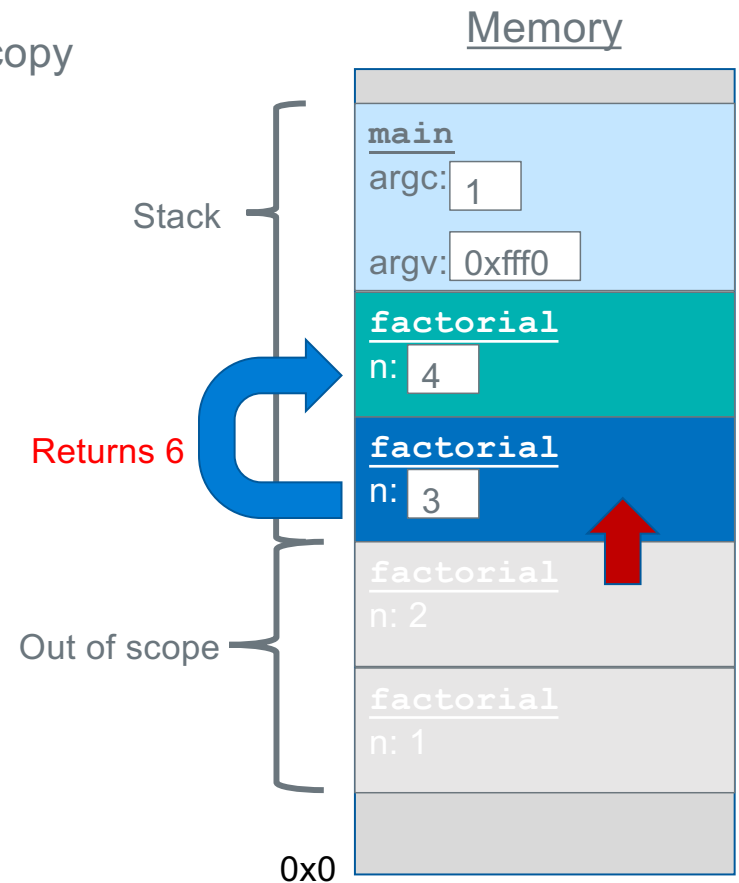 copy
Memory
main
argc: 1
Stack
argv: 0xfff0
factorial
n: 4
Returns 6
factorial
n: 3
factorial
n: 2
Out of scope
factorial
n: 1
0x0